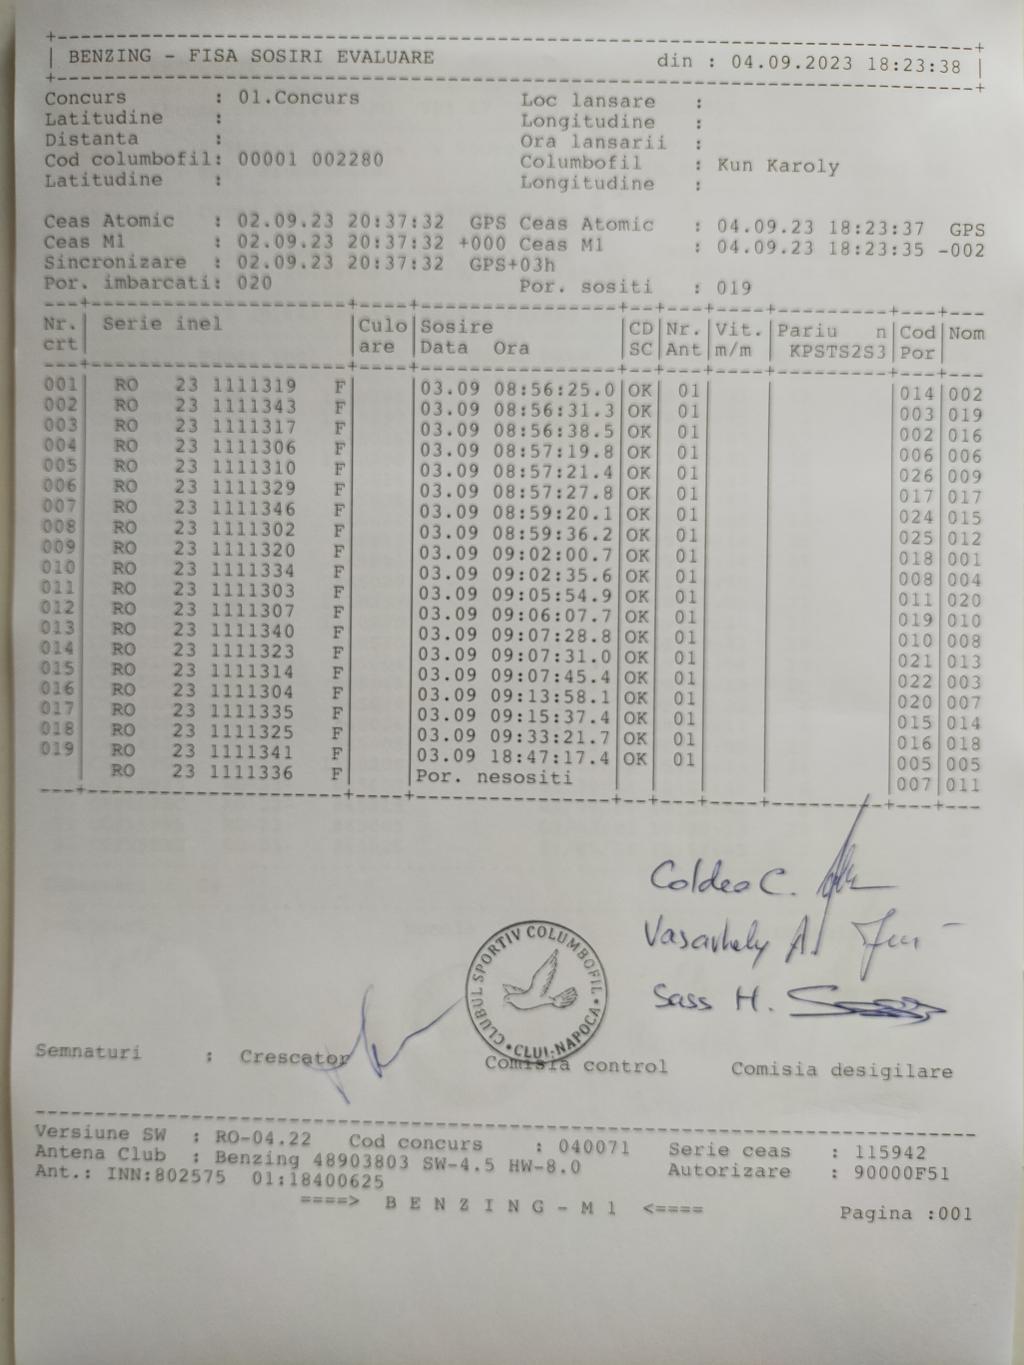 BENZING - FISA SOSIRI EVALUARE din : 04.09.2023 18:23:38
Concurs : 01.Concurs Loc lansare :
Latitudine : Longitudine :
Distanta : Ora lansarii :
Cod columbofil: 00001 002280 Columbofil : Kun Karoly
Latitudine : Longitudine :
Ceas Atomic : 02.09.23 20:37:32 GPS Ceas Atomic : 04.09.23 18:23:37 GPS
Ceas M1 : 02.09.23 20:37:32 +000 Ceas M1 : 04.09.23 18:23:35 -002
Sincronizare : 02.09.23 20:37:32 GPS+03h
Por. imbarcati: 020 Por. sositi : 019
Nr. Serie inel Culo Sosire CD Nr. Vit. Pariu n Cod Nom
crt are Data Ora SC Ant m/m KPSTS2S3 Por
001 RO 23 1111319 F 03.09 08:56:25.0 OK 01 014 002
002 RO 23 1111343 F 03.09 08:56:31.3 OK 01 003 019
003 RO 23 1111317 F 03.09 08:56:38.5 OK 01 002 016
004 RO 23 1111306 F 03.09 08:57:19.8 OK 01 006 006
005 RO 23 1111310 F 03.09 08:57:21.4 OK 01 026 009
006 RO 23 1111329 F 03.09 08:57:27.8 OK 01 017 017
007 RO 23 1111346 F 03.09 08:59:20.1 OK 01 024 015
008 RO 23 1111302 F 03.09 08:59:36.2 OK 01 025 012
009 RO 23 1111320 F 03.09 09:02:00.7 OK 01 018 001
010 RO 23 1111334 F 03.09 09:02:35.6 OK 01 008 004
011 RO 23 1111303 F 03.09 09:05:54.9 OK 01 011 020
012 RO 23 1111307 F 03.09 09:06:07.7 OK 01 019 010
013 RO 23 1111340 F 03.09 09:07:28.8 OK 01 010 008
014 RO 23 1111323 F 03.09 09:07:31.0 OK 01 021 013
015 RO 23 1111314 F 03.09 09:07:45.4 OK 01 022 003
016 RO 23 1111304 F 03.09 09:13:58.1 OK 01 020 007
017 RO 23 1111335 F 03.09 09:15:37.4 OK 01 015 014
018 RO 23 1111325 F 03.09 09:33:21.7 OK 01 016 018
019 RO 23 1111341 F 03.09 18:47:17.4 OK 01 005 005
RO 23 1111336 F Por. nesositi 007 011
Coldea C.
Vasarhely A.
Sass H.
CLUBUL SPORTIV COLUMBOFIL
CLUJ-NAPOCA
Semnaturi : Crescator Comisia control Comisia desigilare
Versiune SW : RO-04.22 Cod concurs : 040071 Serie ceas : 115942
Antena Club : Benzing 48903803 SW-4.5 HW-8.0 Autorizare : 90000F51
Ant.: INN:802575 01:18400625
====> B E N Z I N G - M 1 <==== Pagina :001